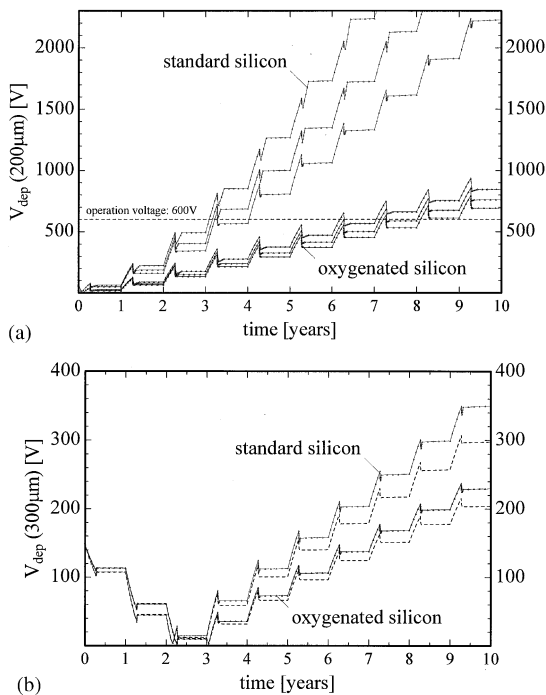 2000
2000
standard silicon
1500
1500
V_dep (200μm) [V]
1000
1000
operation voltage: 600V
500
500
oxygenated silicon
0 1 2 3 4 5 6 7 8 9 10
time [years]
(a)
400
400
300
300
standard silicon
V_dep (300μm) [V]
200
200
100
100
oxygenated silicon
0 1 2 3 4 5 6 7 8 9 10
time [years]
(b)